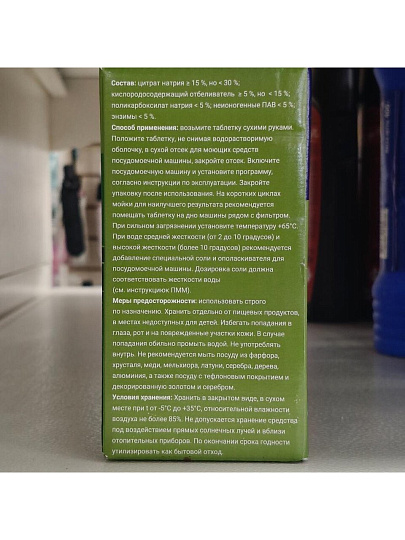 Состав: цитрат натрия ≥ 15 %, но < 30 %;
кислородосодержащий отбеливатель ≥ 5 %, но < 15 %;
поликарбоксилат натрия < 5 %; неионогенные ПАВ < 5 %;
энзимы < 5 %.
Способ применения: возьмите таблетку сухими руками.
Положите таблетку, не снимая водорастворимую
оболочку, в сухой отсек для моющих средств
посудомоечной машины, закройте отсек. Включите
посудомоечную машину и установите программу,
согласно инструкции по эксплуатации. Закройте
упаковку после использования. На коротких циклах
мойки для наилучшего результата рекомендуется
помещать таблетку на дно машины рядом с фильтром.
При сильном загрязнении установите температуру +65°С.
При воде средней жесткости (от 2 до 10 градусов) и
высокой жесткости (более 10 градусов) рекомендуется
добавление специальной соли и ополаскивателя для
посудомоечной машины. Дозировка соли должна
соответствовать жесткости воды
(см. инструкциюк ПММ).
Меры предосторожности: использовать строго
по назначению. Хранить отдельно от пищевых продуктов,
в местах недоступных для детей. Избегать попадания в
глаза, рот и на поврежденные участки кожи. В случае
попадания обильно промыть водой. Не употреблять
внутрь. Не рекомендуется мыть посуду из фарфора,
хрусталя, меди, мельхиора, латуни, серебра, дерева,
алюминия, а также посуду с тефлоновым покрытием и
декорированную золотом и серебром.
Условия хранения: Хранить в закрытом виде, в сухом
месте при t от -5°С до +35°С, относительной влажности
воздуха не более 85%. Не допускается хранение средства
под воздействием прямых солнечных лучей и вблизи
отопительных приборов. По окончании срока годности
утилизировать как бытовой отход.